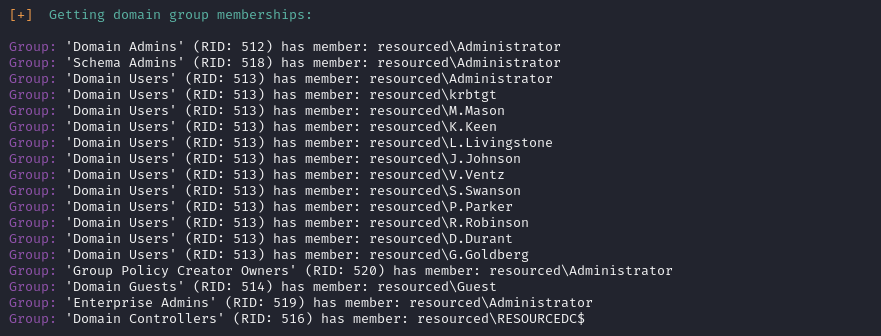 [+]  Getting domain group memberships:
Group: 'Domain Admins' (RID: 512) has member: resourced\Administrator
Group: 'Schema Admins' (RID: 518) has member: resourced\Administrator
Group: 'Domain Users' (RID: 513) has member: resourced\Administrator
Group: 'Domain Users' (RID: 513) has member: resourced\krbtgt
Group: 'Domain Users' (RID: 513) has member: resourced\M.Mason
Group: 'Domain Users' (RID: 513) has member: resourced\K.Keen
Group: 'Domain Users' (RID: 513) has member: resourced\L.Livingstone
Group: 'Domain Users' (RID: 513) has member: resourced\J.Johnson
Group: 'Domain Users' (RID: 513) has member: resourced\V.Ventz
Group: 'Domain Users' (RID: 513) has member: resourced\S.Swanson
Group: 'Domain Users' (RID: 513) has member: resourced\P.Parker
Group: 'Domain Users' (RID: 513) has member: resourced\R.Robinson
Group: 'Domain Users' (RID: 513) has member: resourced\D.Durant
Group: 'Domain Users' (RID: 513) has member: resourced\G.Goldberg
Group: 'Group Policy Creator Owners' (RID: 520) has member: resourced\Administrator
Group: 'Domain Guests' (RID: 514) has member: resourced\Guest
Group: 'Enterprise Admins' (RID: 519) has member: resourced\Administrator
Group: 'Domain Controllers' (RID: 516) has member: resourced\RESOURCEDC$